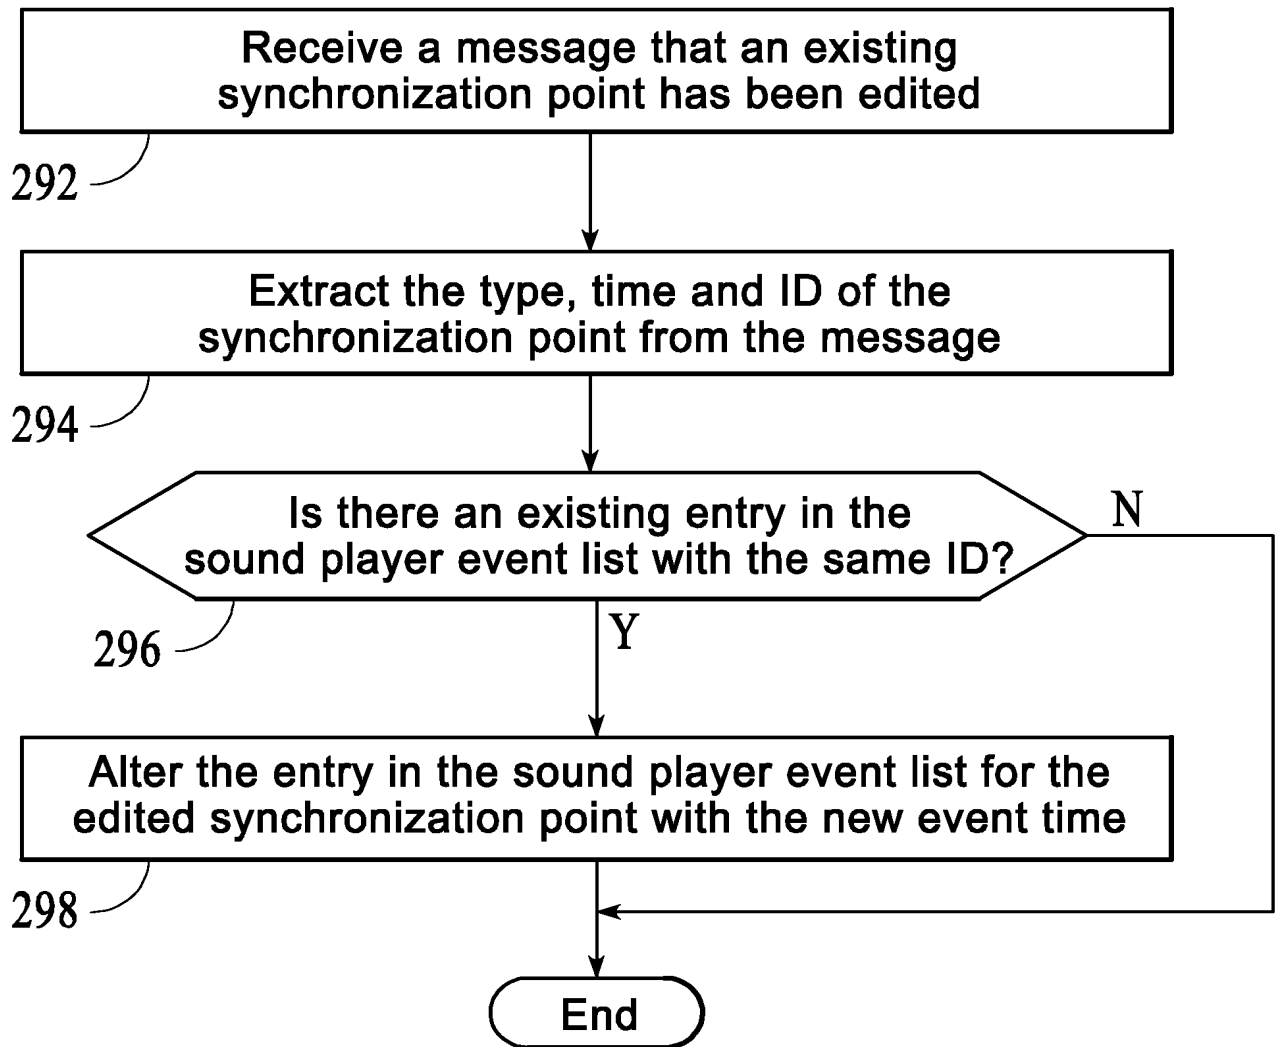 Receive a message that an existing
synchronization point has been edited
292
Extract the type, time and ID of the
synchronization point from the message
294
Is there an existing entry in the
sound player event list with the same ID?
N
296
Y
Alter the entry in the sound player event list for the
edited synchronization point with the new event time
298
End